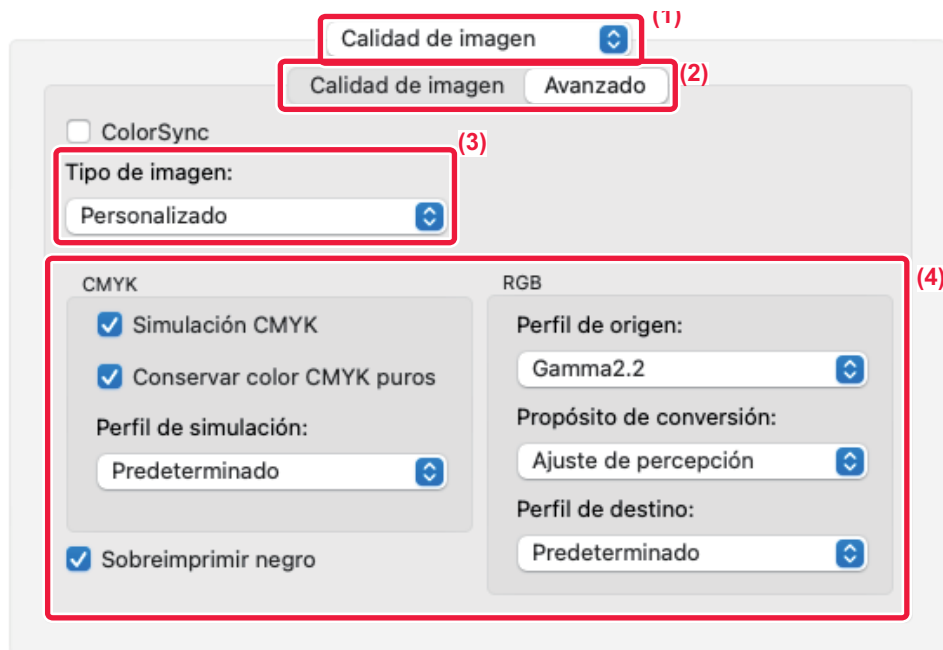 (1)
Calidad de imagen
Calidad de imagen Avanzado
(2)
ColorSync
(3)
Tipo de imagen:
Personalizado
(4)
CMYK
Simulación CMYK
Conservar color CMYK puros
Perfil de simulación:
Predeterminado
Sobreimprimir negro
RGB
Perfil de origen:
Gamma2.2
Propósito de conversión:
Ajuste de percepción
Perfil de destino:
Predeterminado